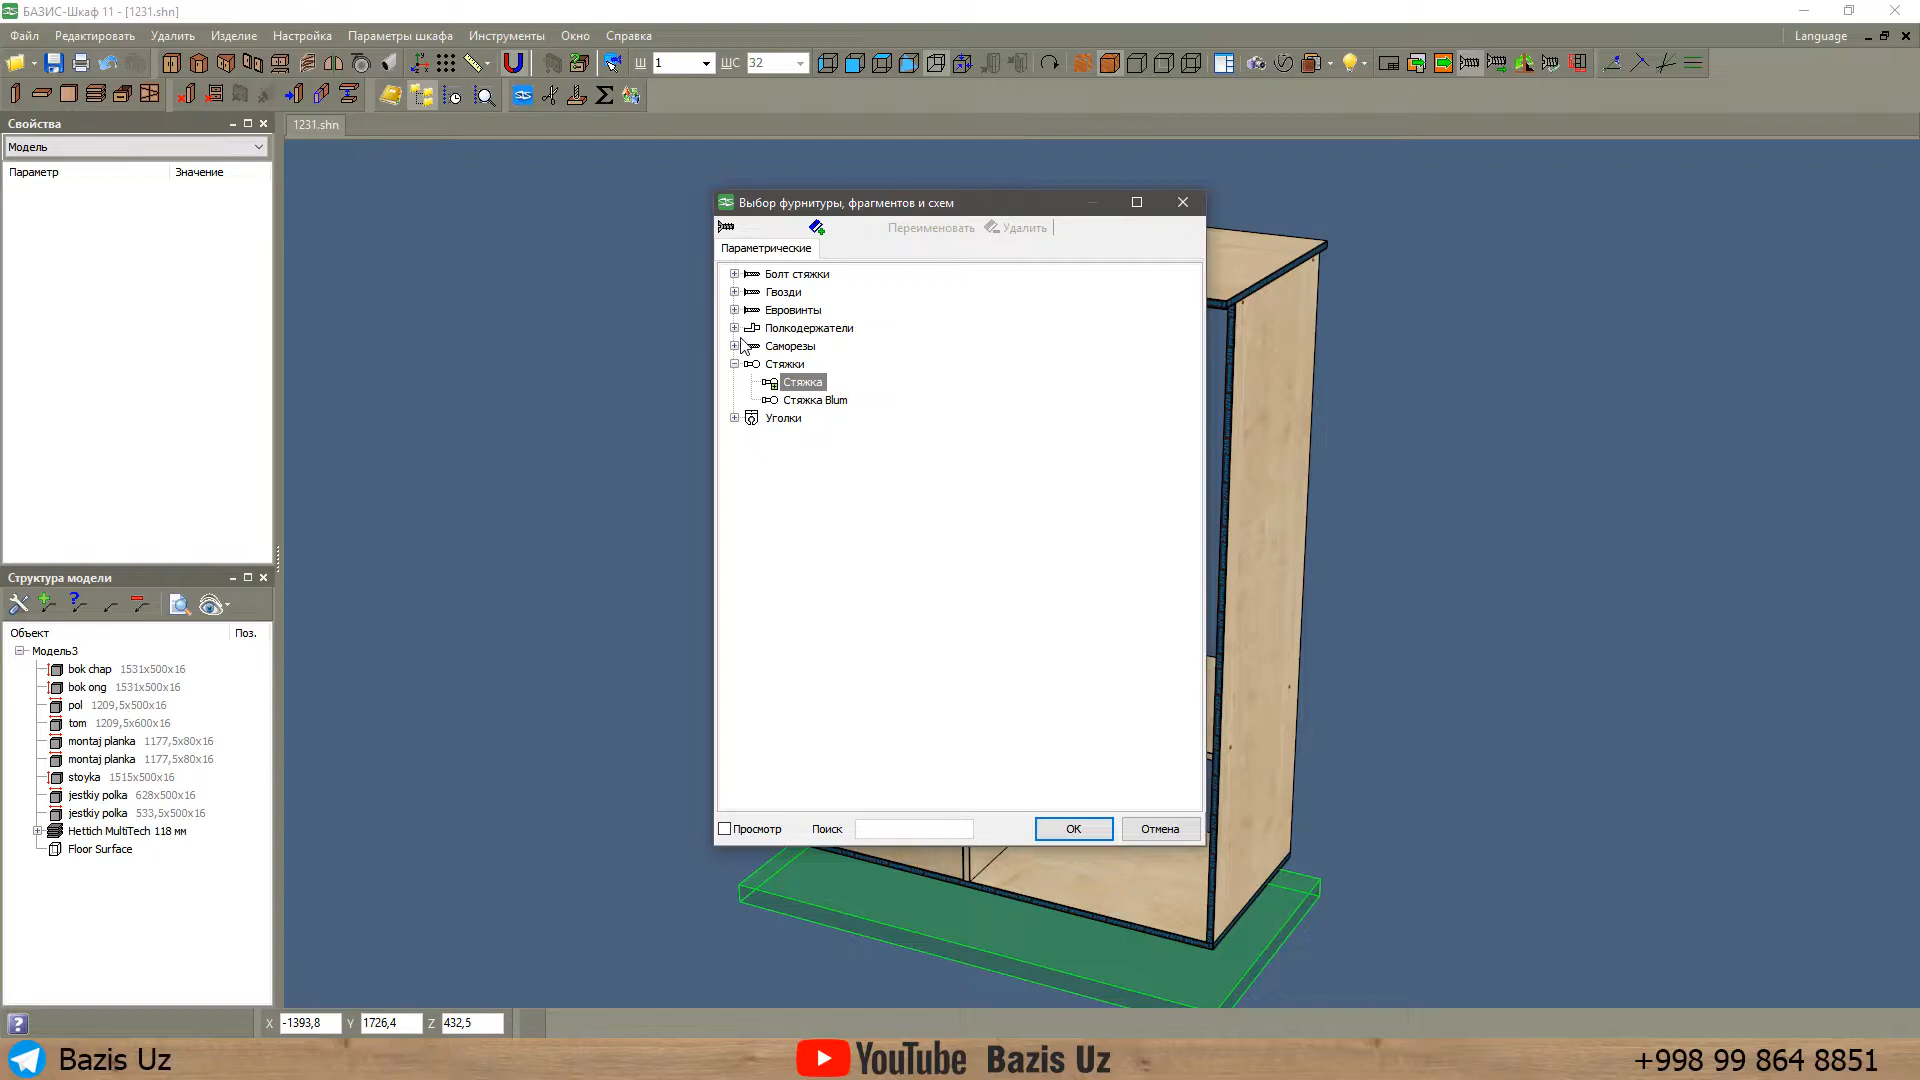 БАЗИС-Шкаф 11 - [1231.shn]
Файл Редактировать Удалить Изделие Настройка Параметры шкафа Инструменты Окно Справка Language
Ш 1 ШС 32
Свойства
1231.shn
Модель
Параметр Значение
Выбор фурнитуры, фрагментов и схем
Переименовать Удалить
Параметрические
Болт стяжки
Гвозди
Евровинты
Полкодержатели
Саморезы
Стяжки
Стяжка
Стяжка Blum
Уголки
Просмотр Поиск OK Отмена
Структура модели
Объект Поз.
Модель3
bok chap 1531x500x16
bok ong 1531x500x16
pol 1209,5x500x16
tom 1209,5x600x16
montaj planka 1177,5x80x16
montaj planka 1177,5x80x16
stoyka 1515x500x16
jestkiy polka 628x500x16
jestkiy polka 533,5x500x16
Hettich MultiTech 118 мм
Floor Surface
X -1393,8 Y 1726,4 Z 432,5
Bazis Uz YouTube Bazis Uz +998 99 864 8851